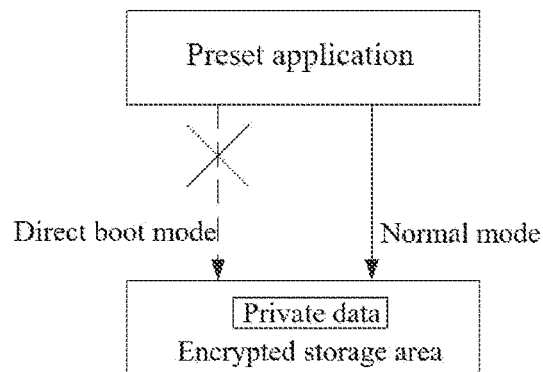 Preset application
Direct boot mode
Normal mode
Private data
Encrypted storage area